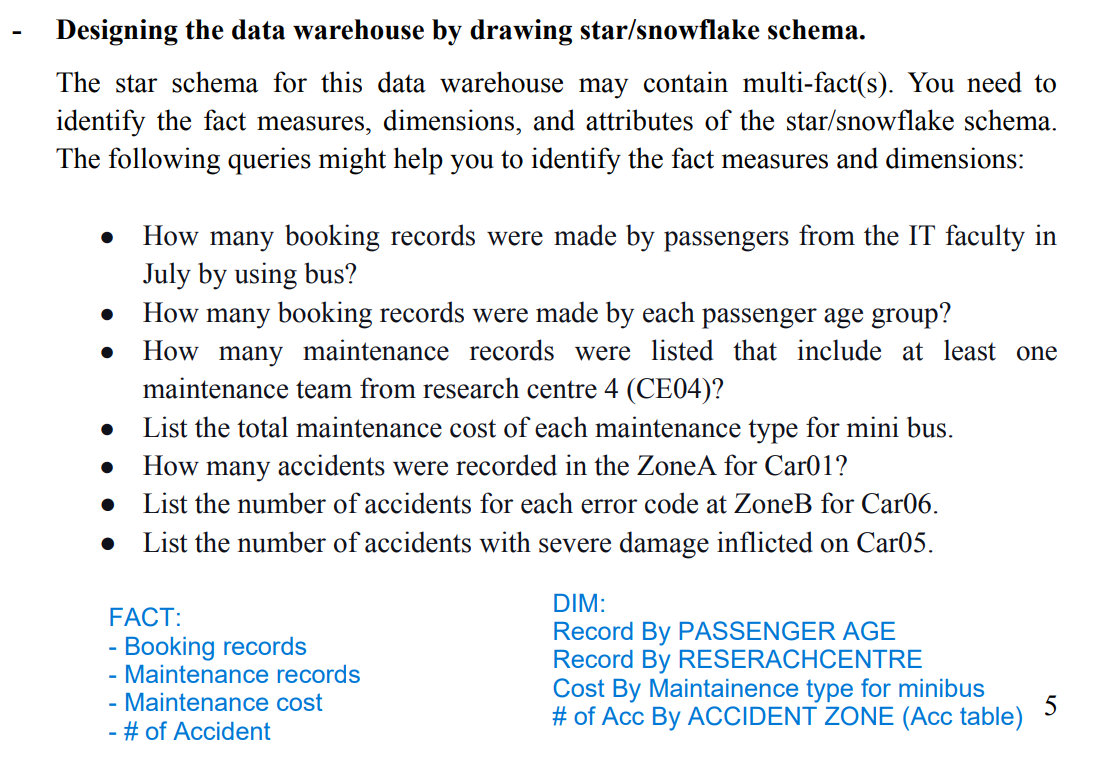 - Designing the data warehouse by drawing star/snowflake schema.
The star schema for this data warehouse may contain multi-fact(s). You need to
identify the fact measures, dimensions, and attributes of the star/snowflake schema.
The following queries might help you to identify the fact measures and dimensions:
● How many booking records were made by passengers from the IT faculty in
July by using bus?
● How many booking records were made by each passenger age group?
● How many maintenance records were listed that include at least one
maintenance team from research centre 4 (CE04)?
● List the total maintenance cost of each maintenance type for mini bus.
● How many accidents were recorded in the ZoneA for Car01?
● List the number of accidents for each error code at ZoneB for Car06.
● List the number of accidents with severe damage inflicted on Car05.
FACT:
- Booking records
- Maintenance records
- Maintenance cost
- # of Accident
DIM:
Record By PASSENGER AGE
Record By RESERACHCENTRE
Cost By Maintainence type for minibus
# of Acc By ACCIDENT ZONE (Acc table)
5